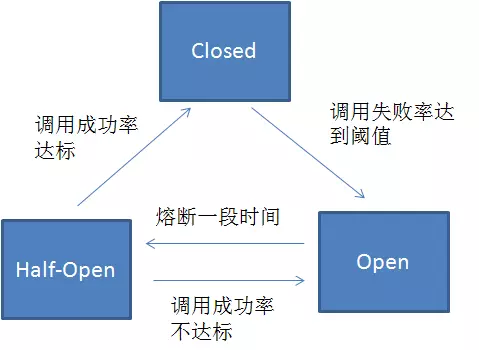 Closed
调用成功率
达标
调用失败率达
到阈值
熔断一段时间
Half-Open
Open
调用成功率
不达标